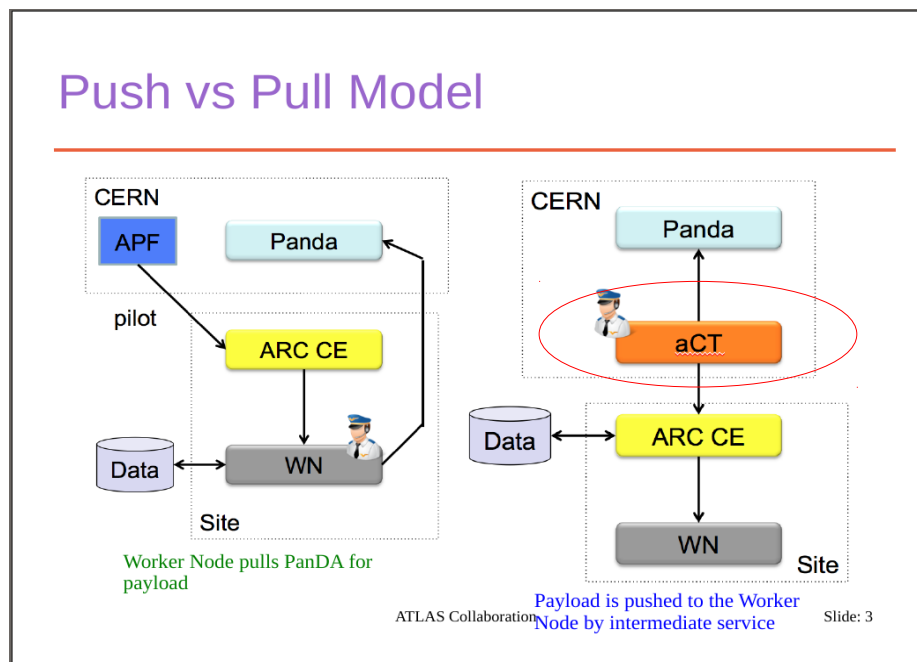 Push vs Pull Model
CERN
APF
Panda
pilot
ARC CE
Data
WN
Site
Worker Node pulls PanDA for
payload
CERN
Panda
aCT
Data
ARC CE
WN
Site
Payload is pushed to the Worker
Node by intermediate service
ATLAS Collaboration
Slide: 3